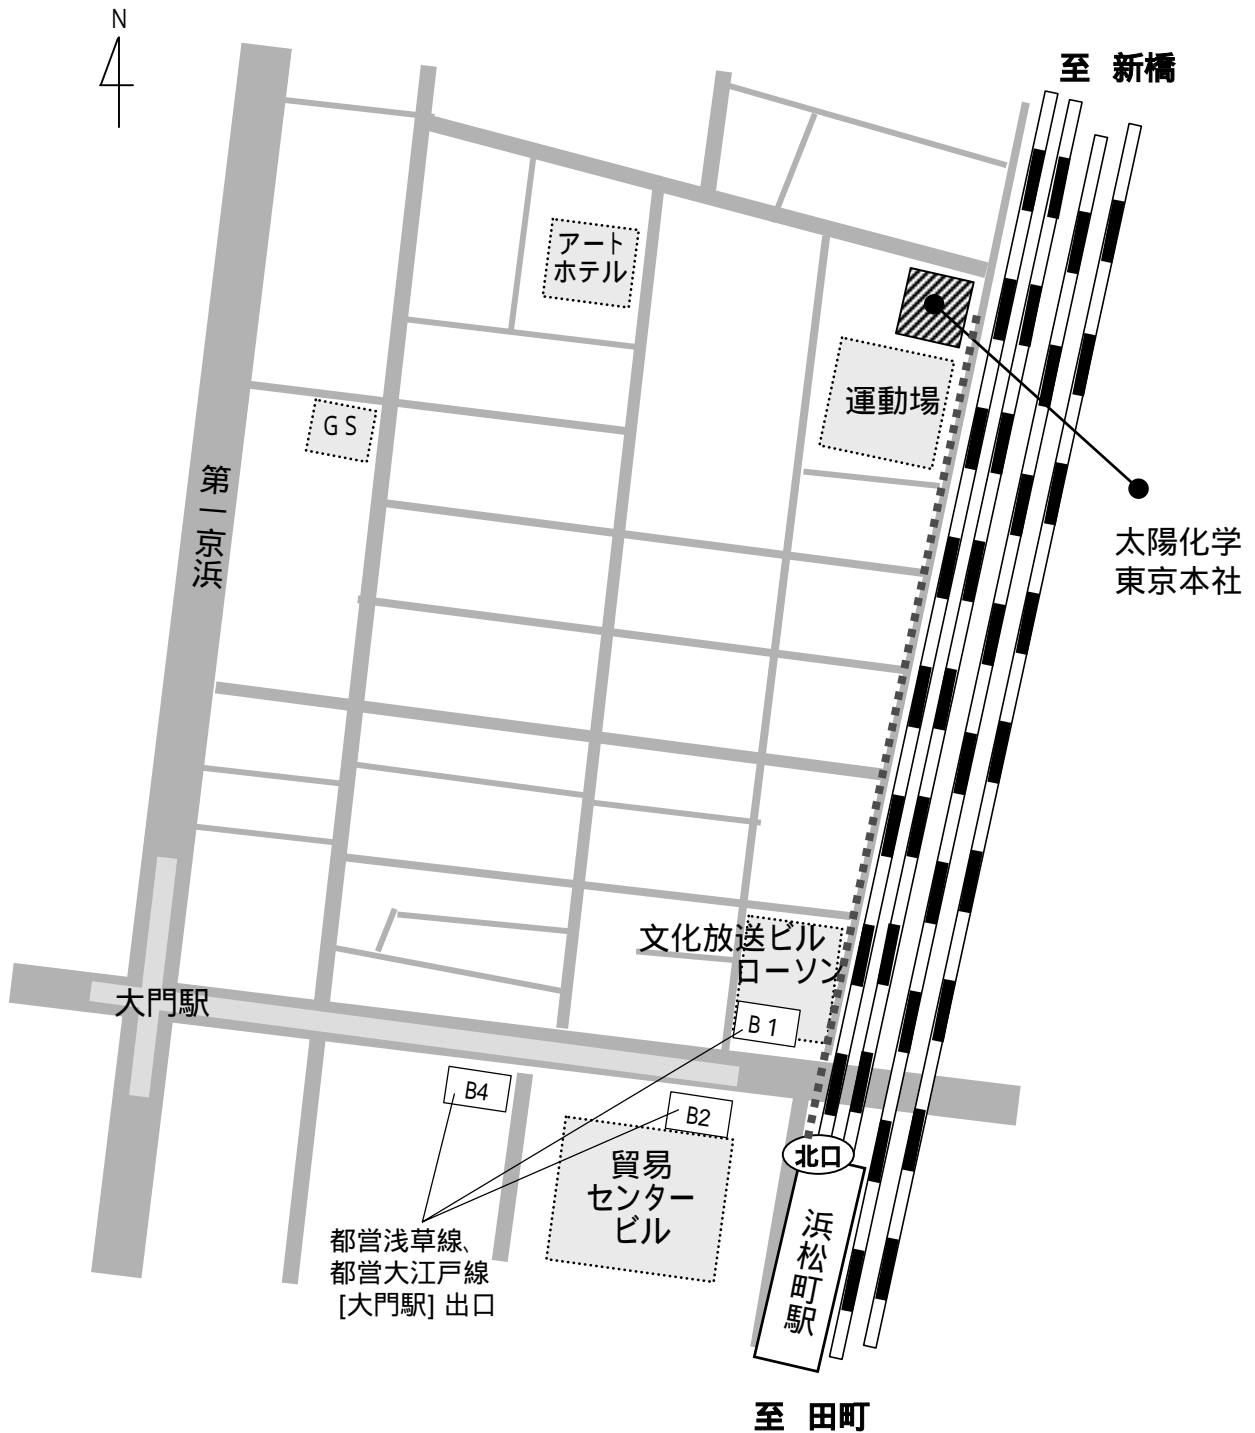 N
至 新橋
アート
ホテル
運動場
GS
第一京浜
太陽化学
東京本社
文化放送ビル
ローソン
大門駅
B1
B4
B2
北口
貿易
センター
ビル
浜松町駅
都営浅草線、
都営大江戸線
[大門駅] 出口
至 田町